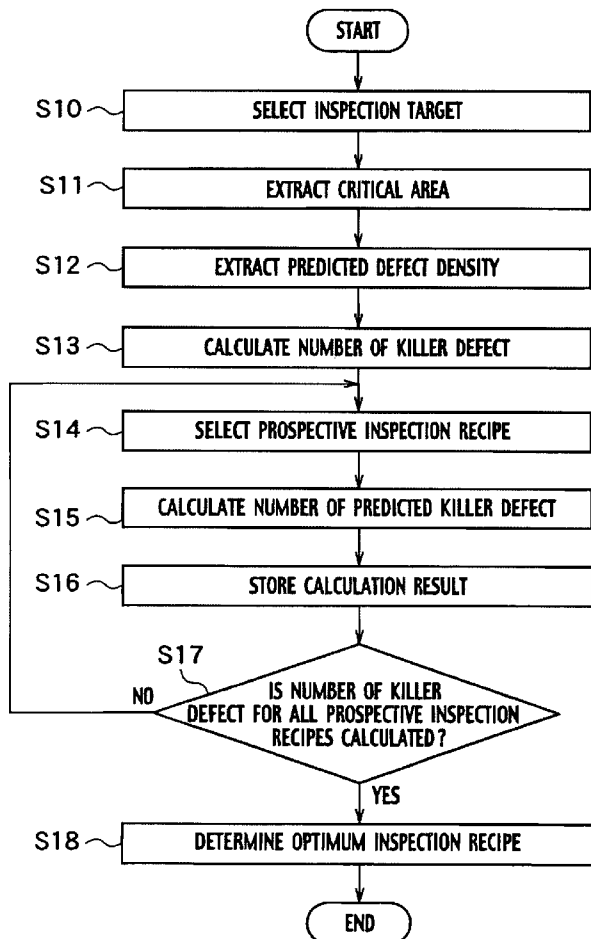 START
S10 SELECT INSPECTION TARGET
S11 EXTRACT CRITICAL AREA
S12 EXTRACT PREDICTED DEFECT DENSITY
S13 CALCULATE NUMBER OF KILLER DEFECT
S14 SELECT PROSPECTIVE INSPECTION RECIPE
S15 CALCULATE NUMBER OF PREDICTED KILLER DEFECT
S16 STORE CALCULATION RESULT
S17
NO
IS NUMBER OF KILLER
DEFECT FOR ALL PROSPECTIVE INSPECTION
RECIPES CALCULATED?
YES
S18 DETERMINE OPTIMUM INSPECTION RECIPE
END